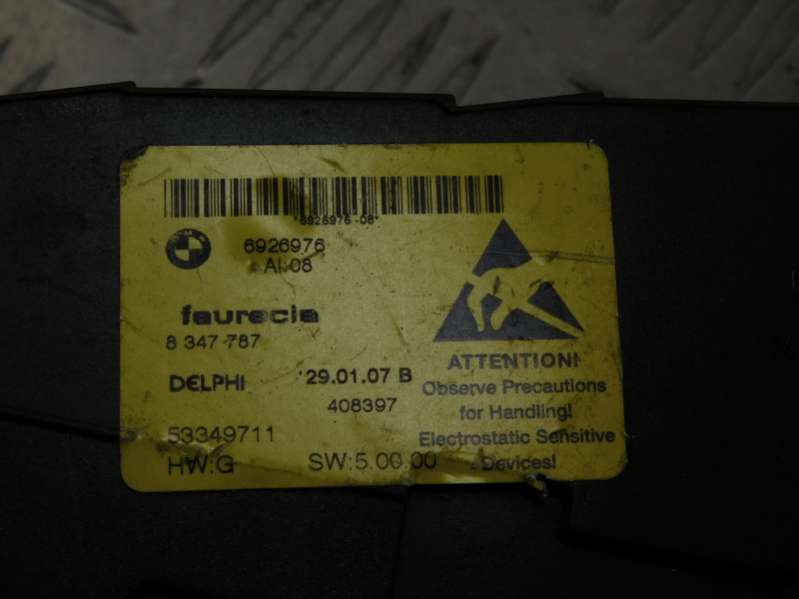 *6926976-08*
6926976
AI:08
faurecia
8 347 787
DELPHI 29.01.07 B
408397
53349711
HW:G SW:5.00.00
ATTENTION!
Observe Precautions
for Handling!
Electrostatic Sensitive
Devices!